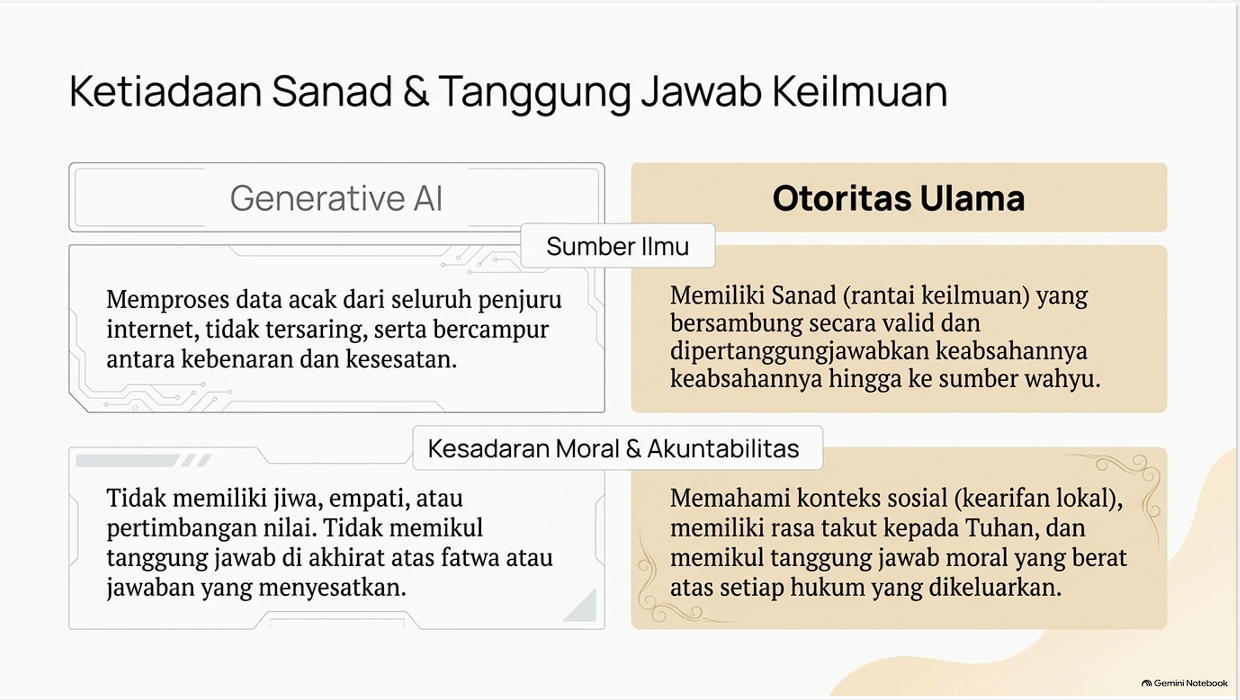 Ketiadaan Sanad & Tanggung Jawab Keilmuan
Generative AI
Otoritas Ulama
Sumber Ilmu
Memproses data acak dari seluruh penjuru
internet, tidak tersaring, serta bercampur
antara kebenaran dan kesesatan.
Memiliki Sanad (rantai keilmuan) yang
bersambung secara valid dan
dipertanggungjawabkan keabsahannya
keabsahannya hingga ke sumber wahyu.
Kesadaran Moral & Akuntabilitas
Tidak memiliki jiwa, empati, atau
pertimbangan nilai. Tidak memikul
tanggung jawab di akhirat atas fatwa atau
jawaban yang menyesatkan.
Memahami konteks sosial (kearifan lokal),
memiliki rasa takut kepada Tuhan, dan
memikul tanggung jawab moral yang berat
atas setiap hukum yang dikeluarkan.
Gemini Notebook